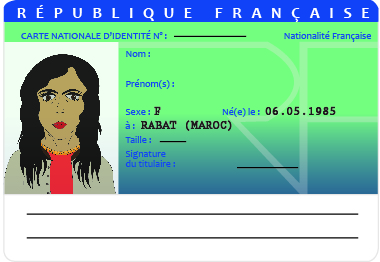 RÉPUBLIQUE FRANÇAISE
CARTE NATIONALE D'IDENTITÉ N° : Nationalité Française
Nom :
Prénom(s) :
Sexe : F Né(e) le : 06.05.1985
à : RABAT (MAROC)
Taille :
Signature
du titulaire :